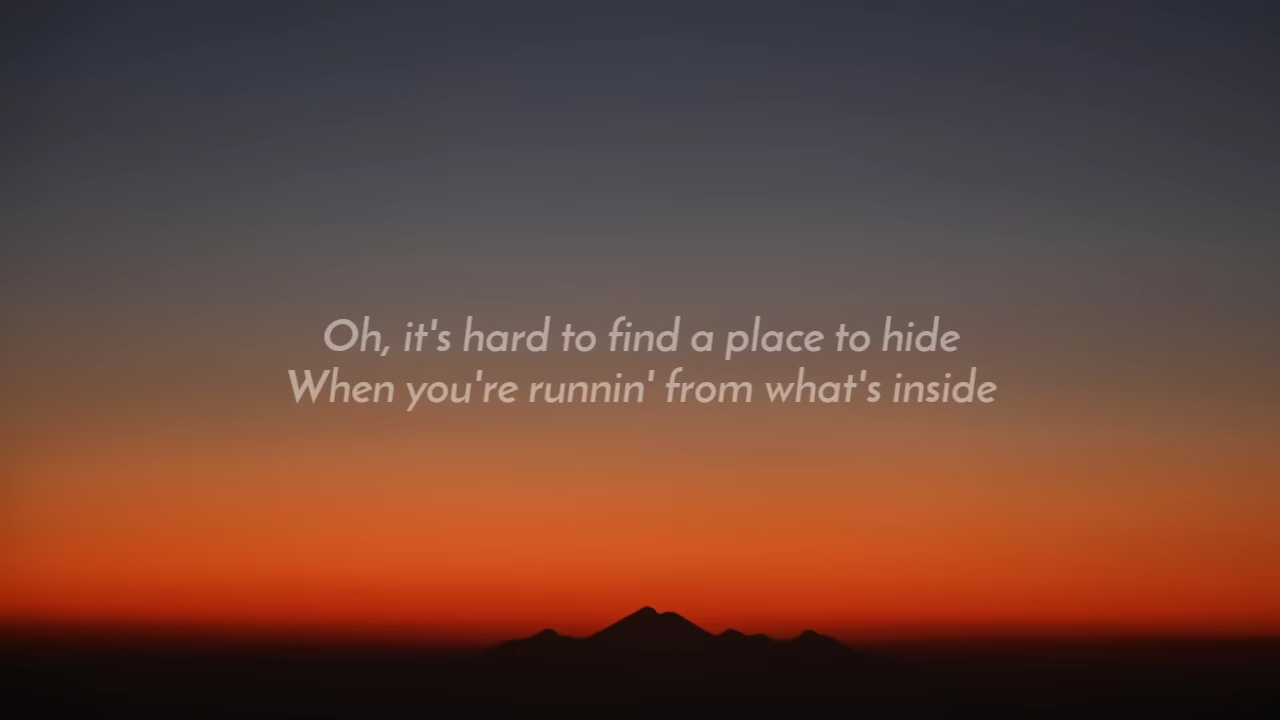 Oh, it's hard to find a place to hide
When you're runnin' from what's inside